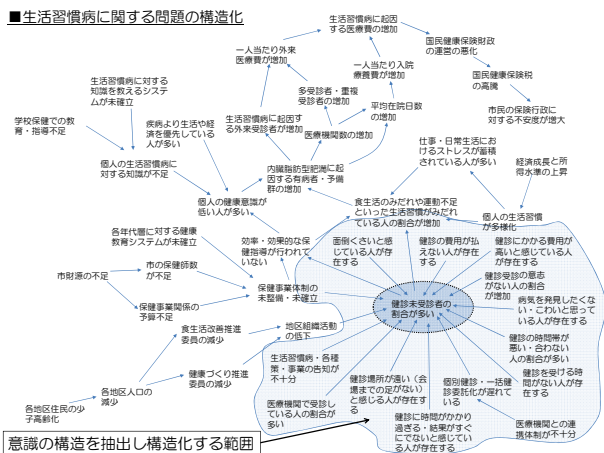 ■生活習慣病に関する問題の構造化
生活習慣病に起因
する医療費の増加
国民健康保険財政
の運営の悪化
一人当たり外来
医療費が増加
一人当たり入院
療養費が増加
国民健康保険税
の高騰
生活習慣病に対する
知識を教えるシステ
ムが未確立
多受診者・重複
受診者の増加
平均在院日数
の増加
市民の保険行政に
対する不安度が増大
学校保健での教
育・指導不足
疾病より生活や経
済を優先している
人が多い
生活習慣病に起因す
る外来受診者が増加
医療機関数の増加
仕事・日常生活にお
けるストレスが蓄積
されている人が多い
経済成長と所
得水準の上昇
個人の生活習慣病に
対する知識が不足
内臓脂肪型肥満に起
因する有病者・予備
群の増加
個人の健康意識が
低い人が多い
食生活のみだれや運動不足
といった生活習慣がみだれ
ている人の割合が増加
個人の生活習慣
が多様化
各年代層に対する健康
教育システムが未確立
効率・効果的な保
健指導が行われて
いない
面倒くさいと感
じている人が存
在する
健診の費用が払
えない人が存在
する
健診にかかる費用が
高いと感じている人
が存在する
市財源の不足
市の保健師数
が不足
健診受診の意志
がない人の割合
が増加
保健事業体制の
未整備・未確立
健診未受診者の
割合が多い
病気を発見したくな
い・こわいと思って
いる人が存在する
保健事業関係の
予算不足
食生活改善推進
委員の減少
地区組織活動
の低下
健診の時間帯が
悪い・合わない
人の割合が多い
生活習慣病・各種
策・事業の告知が
不十分
健康づくり推進
委員の減少
健診場所が遠い（会
場までの足がない）
と感じる人が存在す
る
個別健診・一括健
診委託化が遅れて
いる
健診を受ける時
間がない人が存
在する
各地区人口の
減少
各地区住民の少
子高齢化
医療機関で受診し
ている人の割合が
多い
健診に時間がかかり
過ぎる・結果がすぐ
にでないと感じてい
る人が存在する
医療機関との連
携体制が不十分
意識の構造を抽出し構造化する範囲